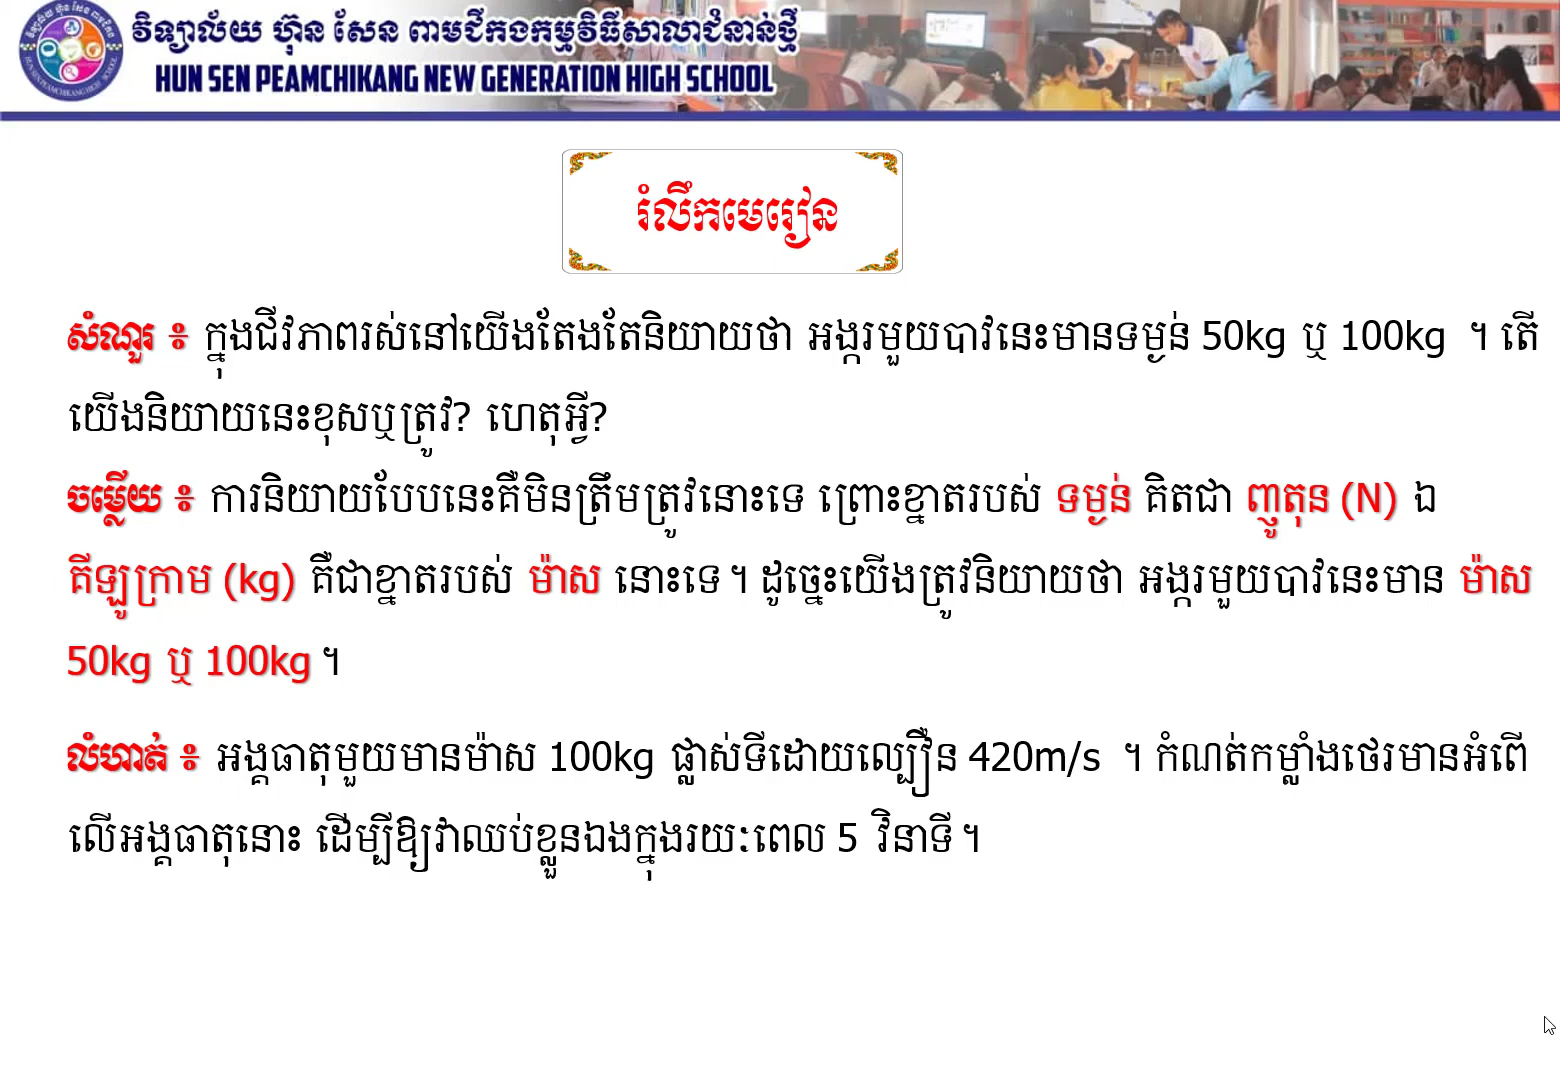 វិទ្យាល័យ ហ៊ុន សែន ពាមជីកងកម្មវិធីសាលាជំនាន់ថ្មី
HUN SEN PEAMCHIKANG NEW GENERATION HIGH SCHOOL
រំលឹកមេរៀន
សំណួរ ៖ ក្នុងជីវភាពរស់នៅយើងតែងតែនិយាយថា អង្ករមួយបាវនេះមានទម្ងន់ 50kg ឬ 100kg ។ តើ
យើងនិយាយនេះខុសឬត្រូវ? ហេតុអ្វី?
ចម្លើយ ៖ ការនិយាយបែបនេះគឺមិនត្រឹមត្រូវនោះទេ ព្រោះខ្នាតរបស់ ទម្ងន់ គិតជា ញូតុន (N) ឯ
គីឡូក្រាម (kg) គឺជាខ្នាតរបស់ ម៉ាស នោះទេ។ ដូច្នេះយើងត្រូវនិយាយថា អង្ករមួយបាវនេះមាន ម៉ាស
50kg ឬ 100kg ។
លំហាត់ ៖ អង្គធាតុមួយមានម៉ាស 100kg ផ្លាស់ទីដោយល្បឿន 420m/s ។ កំណត់កម្លាំងថេរមានអំពើ
លើអង្គធាតុនោះ ដើម្បីឱ្យវាឈប់ខ្លួនឯងក្នុងរយៈពេល 5 វិនាទី។